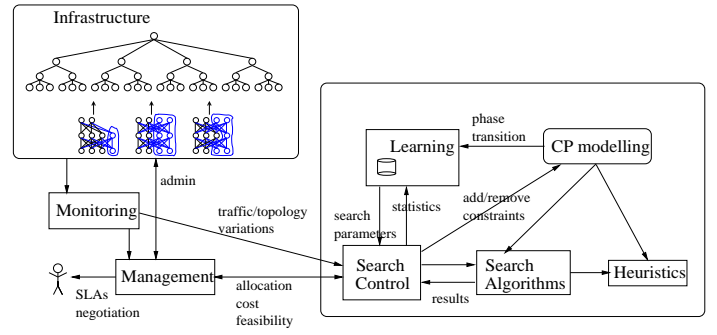 Infrastructure
phase
transition
Learning
CP modelling
admin
Monitoring
traffic/topology
variations
search
parameters
statistics
add/remove
constraints
Management
SLAs
negotiation
allocation
cost
feasibility
Search
Control
results
Search
Algorithms
Heuristics